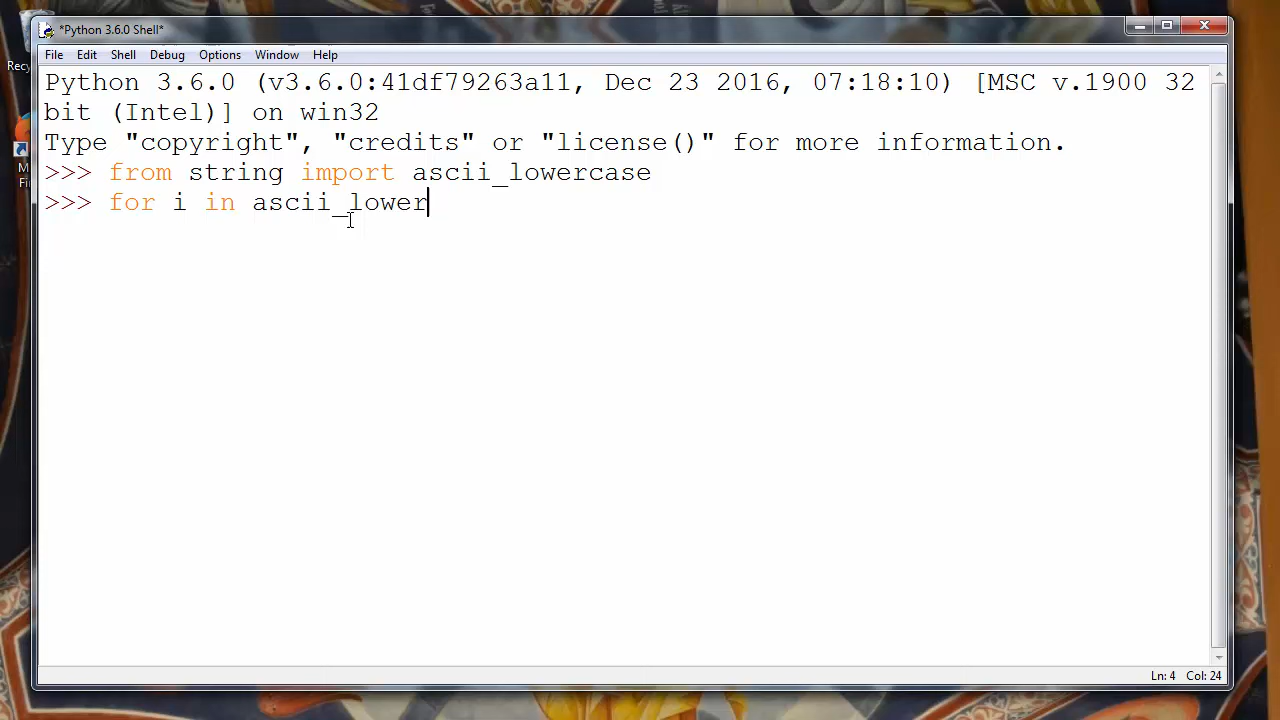 *Python 3.6.0 Shell*
File Edit Shell Debug Options Window Help
Python 3.6.0 (v3.6.0:41df79263a11, Dec 23 2016, 07:18:10) [MSC v.1900 32
bit (Intel)] on win32
Type "copyright", "credits" or "license()" for more information.
>>> from string import ascii_lowercase
>>> for i in ascii_lower
Ln: 4 Col: 24
Recy
M
Fir